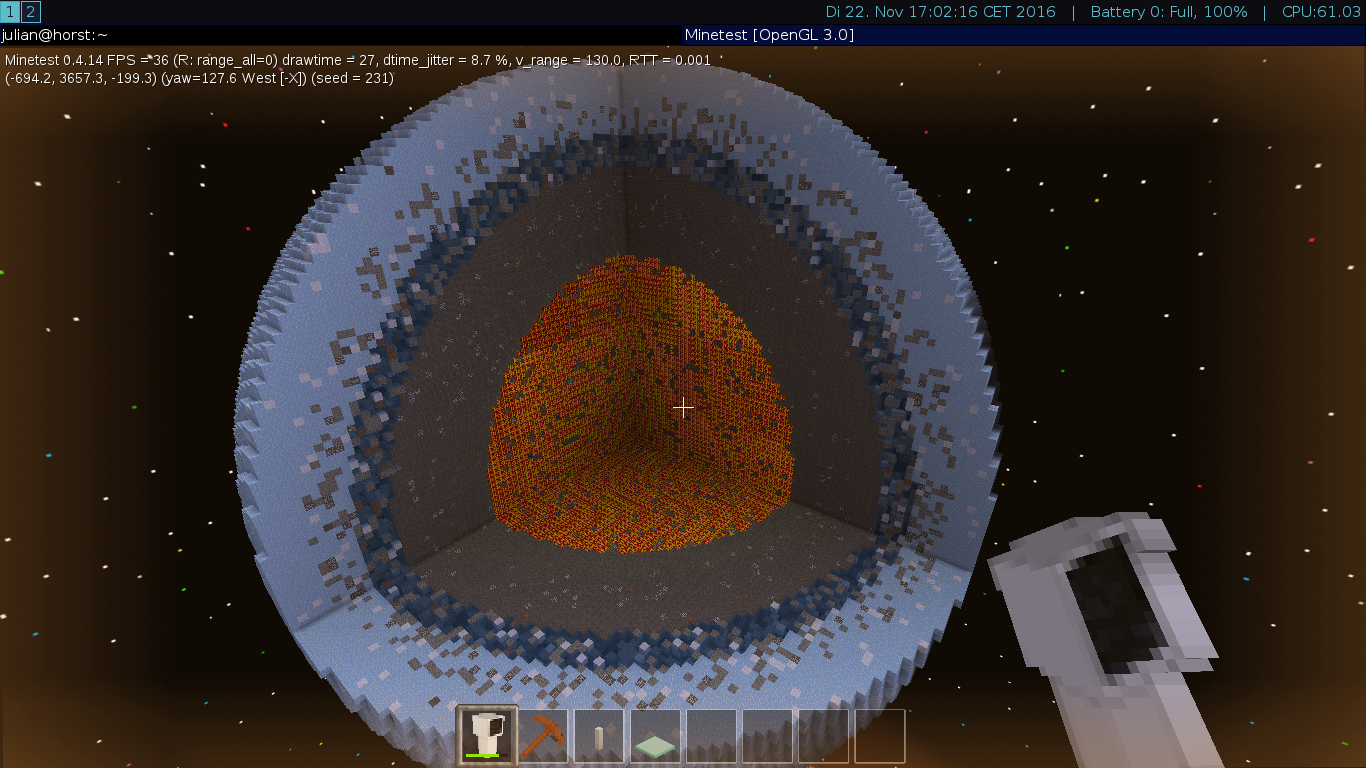 1 2 Di 22. Nov 17:02:16 CET 2016 | Battery 0: Full, 100% | CPU:61.03
julian@horst:~ Minetest [OpenGL 3.0]
Minetest 0.4.14 FPS = 36 (R: range_all=0) drawtime = 27, dtime_jitter = 8.7 %, v_range = 130.0, RTT = 0.001
(-694.2, 3657.3, -199.3) (yaw=127.6 West [-X]) (seed = 231)